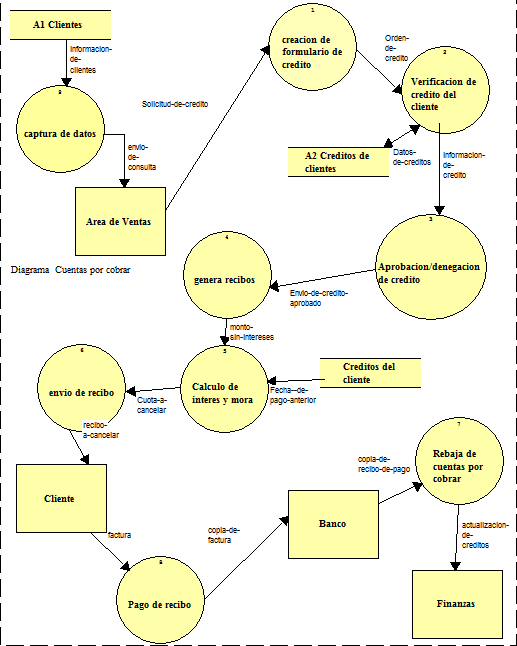 A1 Clientes
Informacion-
de-
clientes
8
captura de datos
envio-
de-
consulta
Area de Ventas
Solicitud-de-credito
1
creacion de
formulario de
credito
Orden-
de-
credito
2
Verificacion de
credito del
cliente
A2 Creditos de
clientes
Datos-
de-creditos
Informacion-
de-
credito
3
Aprobacion/denegacion
de credito
Diagrama Cuentas por cobrar
Envio-de-credito-
aprobado
4
genera recibos
monto-
sin-intereses
5
Calculo de
interes y mora
Creditos del
cliente
Fecha--de-
pago-anterior
Cuota-a-
cancelar
6
envio de recibo
recibo-
a-cancelar
Cliente
factura
Pago de recibo
copia-de-
factura
Banco
copia-de-
recibo-de-pago
7
Rebaja de
cuentas por
cobrar
actualizacion-
de-
creditos
Finanzas